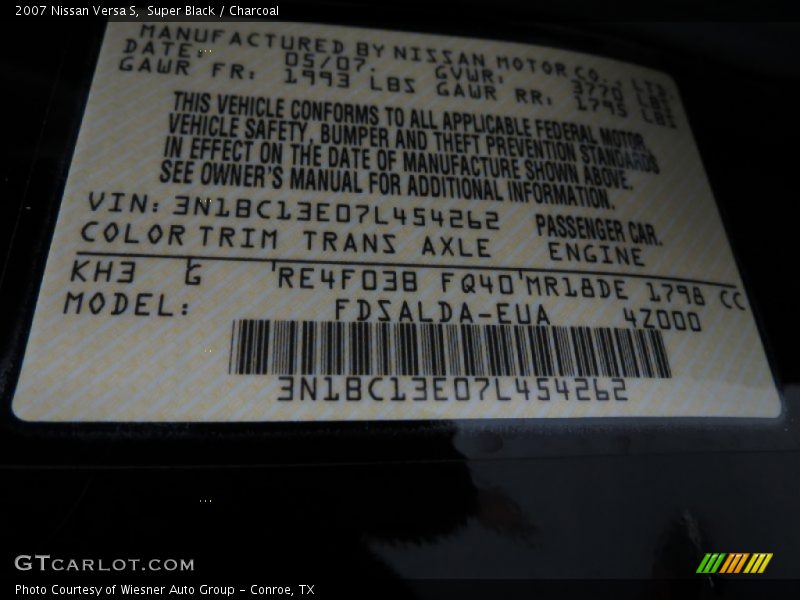 2007 Nissan Versa S, Super Black / Charcoal
MANUFACTURED BY NISSAN MOTOR CO., LTD
DATE: 05/07. GVWR: 3770 LBS
GAWR FR: 1993 LBS GAWR RR: 1795 LBS
THIS VEHICLE CONFORMS TO ALL APPLICABLE FEDERAL MOTOR
VEHICLE SAFETY, BUMPER AND THEFT PREVENTION STANDARDS
IN EFFECT ON THE DATE OF MANUFACTURE SHOWN ABOVE.
SEE OWNER'S MANUAL FOR ADDITIONAL INFORMATION.
VIN: 3N1BC13E07L454262 PASSENGER CAR.
COLOR TRIM TRANS AXLE ENGINE
KH3 G RE4F03B FQ40 MR18DE 1798 CC
MODEL: FDSALDA-EUA 4Z000
3N1BC13E07L454262
GTCARLOT.COM
Photo Courtesy of Wiesner Auto Group - Conroe, TX